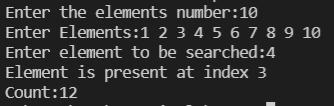 Enter the elements number:10
Enter Elements:1 2 3 4 5 6 7 8 9 10
Enter element to be searched:4
Element is present at index 3
Count:12